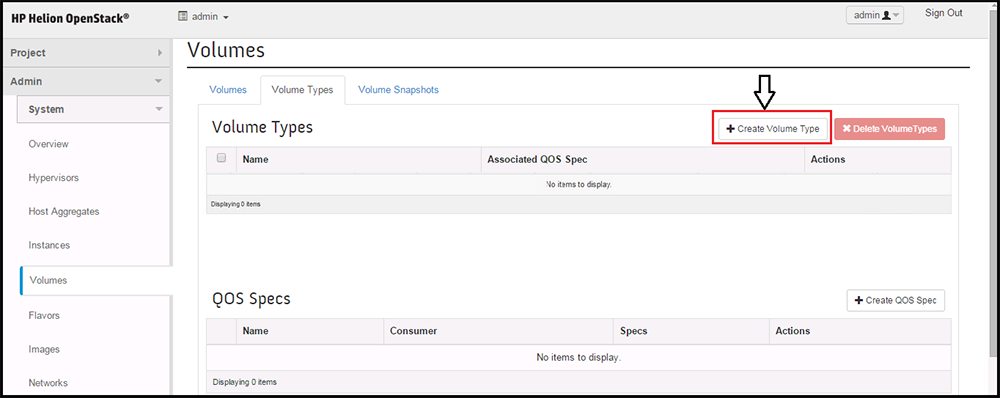 HP Helion OpenStack®
admin
admin
Sign Out
Project
Admin
System
Overview
Hypervisors
Host Aggregates
Instances
Volumes
Flavors
Images
Networks
Volumes
Volumes Volume Types Volume Snapshots
Volume Types
Create Volume Type
Delete VolumeTypes
Name Associated QOS Spec Actions
No items to display.
Displaying 0 items
QOS Specs
Create QOS Spec
Name Consumer Specs Actions
No items to display.
Displaying 0 items